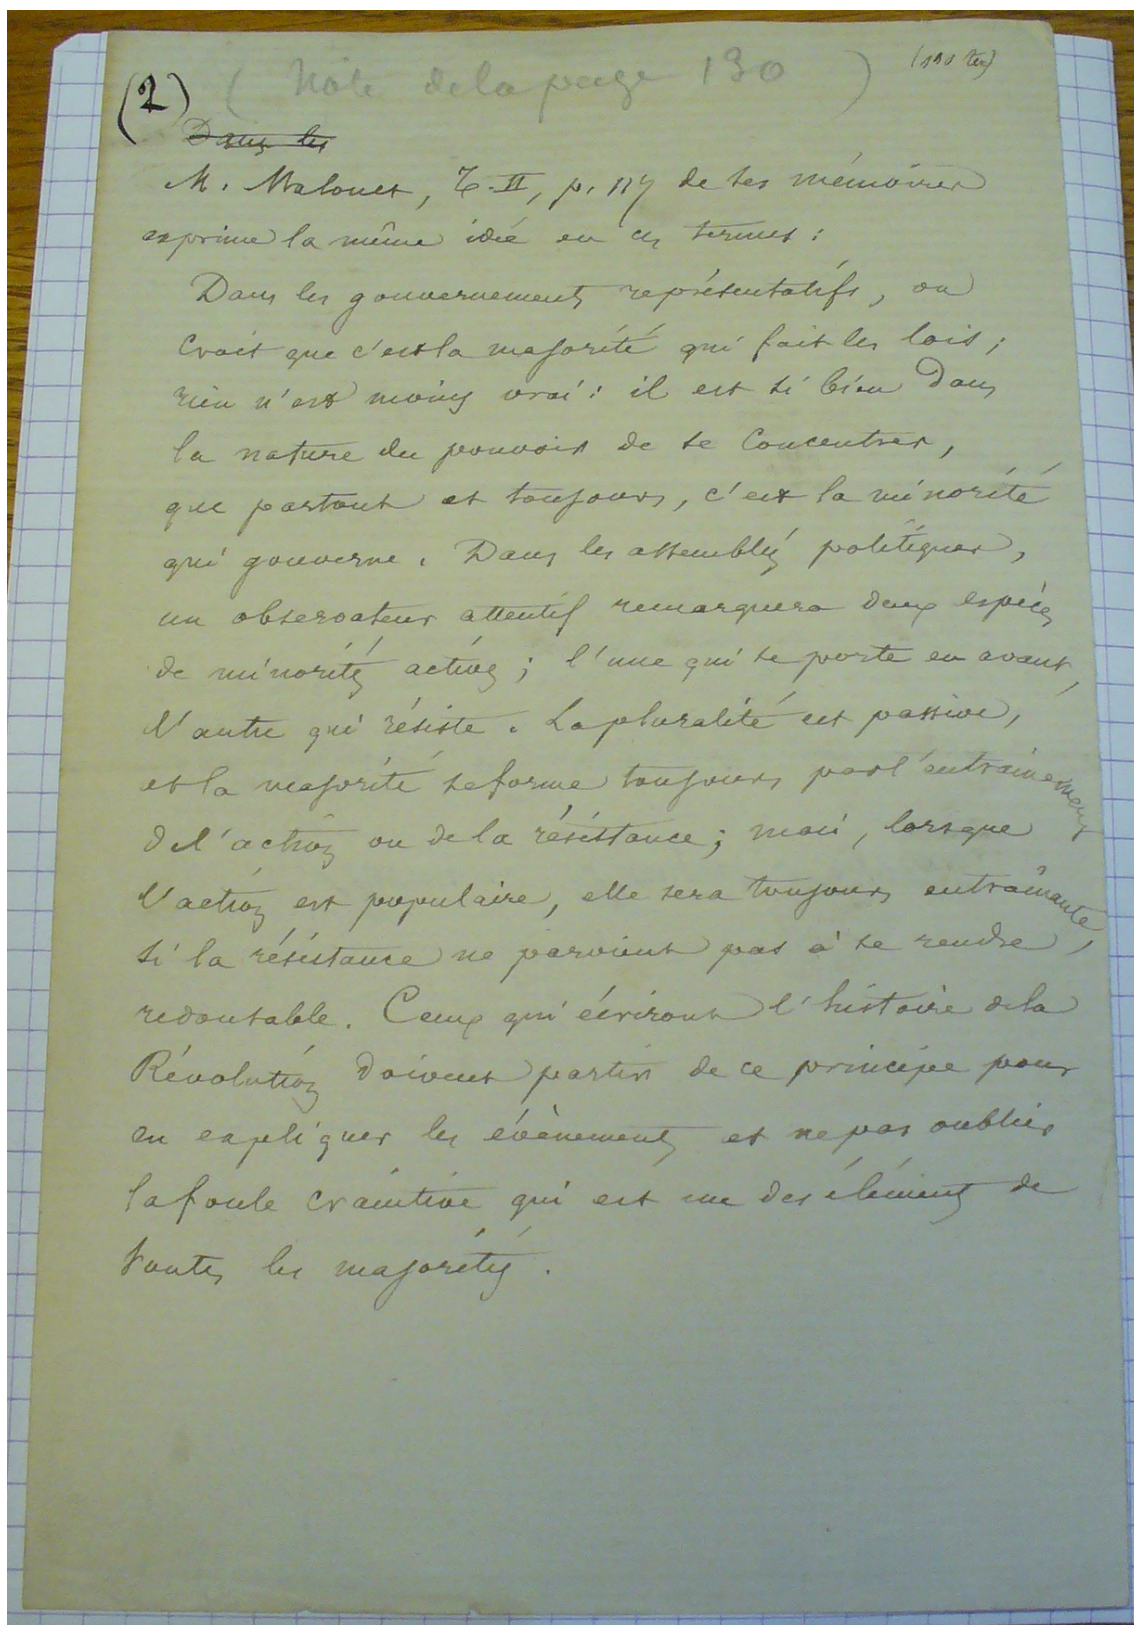 (2) (Note de la page 130) (130 ter)
Dans les
M. Malouet, T. II, p. 117 de ses mémoires
exprime la même idée en ces termes :
Dans les gouvernements représentatifs, on
croit que c'est la majorité qui fait les lois ;
rien n'est moins vrai : il est si bien dans
la nature du pouvoir de se concentrer,
que partout et toujours, c'est la minorité
qui gouverne. Dans les assemblées politiques,
un observateur attentif remarquera deux espèces
de minorités actives ; l'une qui se porte en avant,
l'autre qui résiste. La pluralité est passive,
et la majorité se forme toujours par l'entraînement
de l'action ou de la résistance ; mais, lorsque
l'action est populaire, elle sera toujours entraînante,
si la résistance ne parvient pas à se rendre
redoutable. Ceux qui écriront l'histoire de la
Révolution doivent partir de ce principe pour
en expliquer les évènements et ne pas oublier
la foule craintive qui est un des éléments de
toutes les majorités.